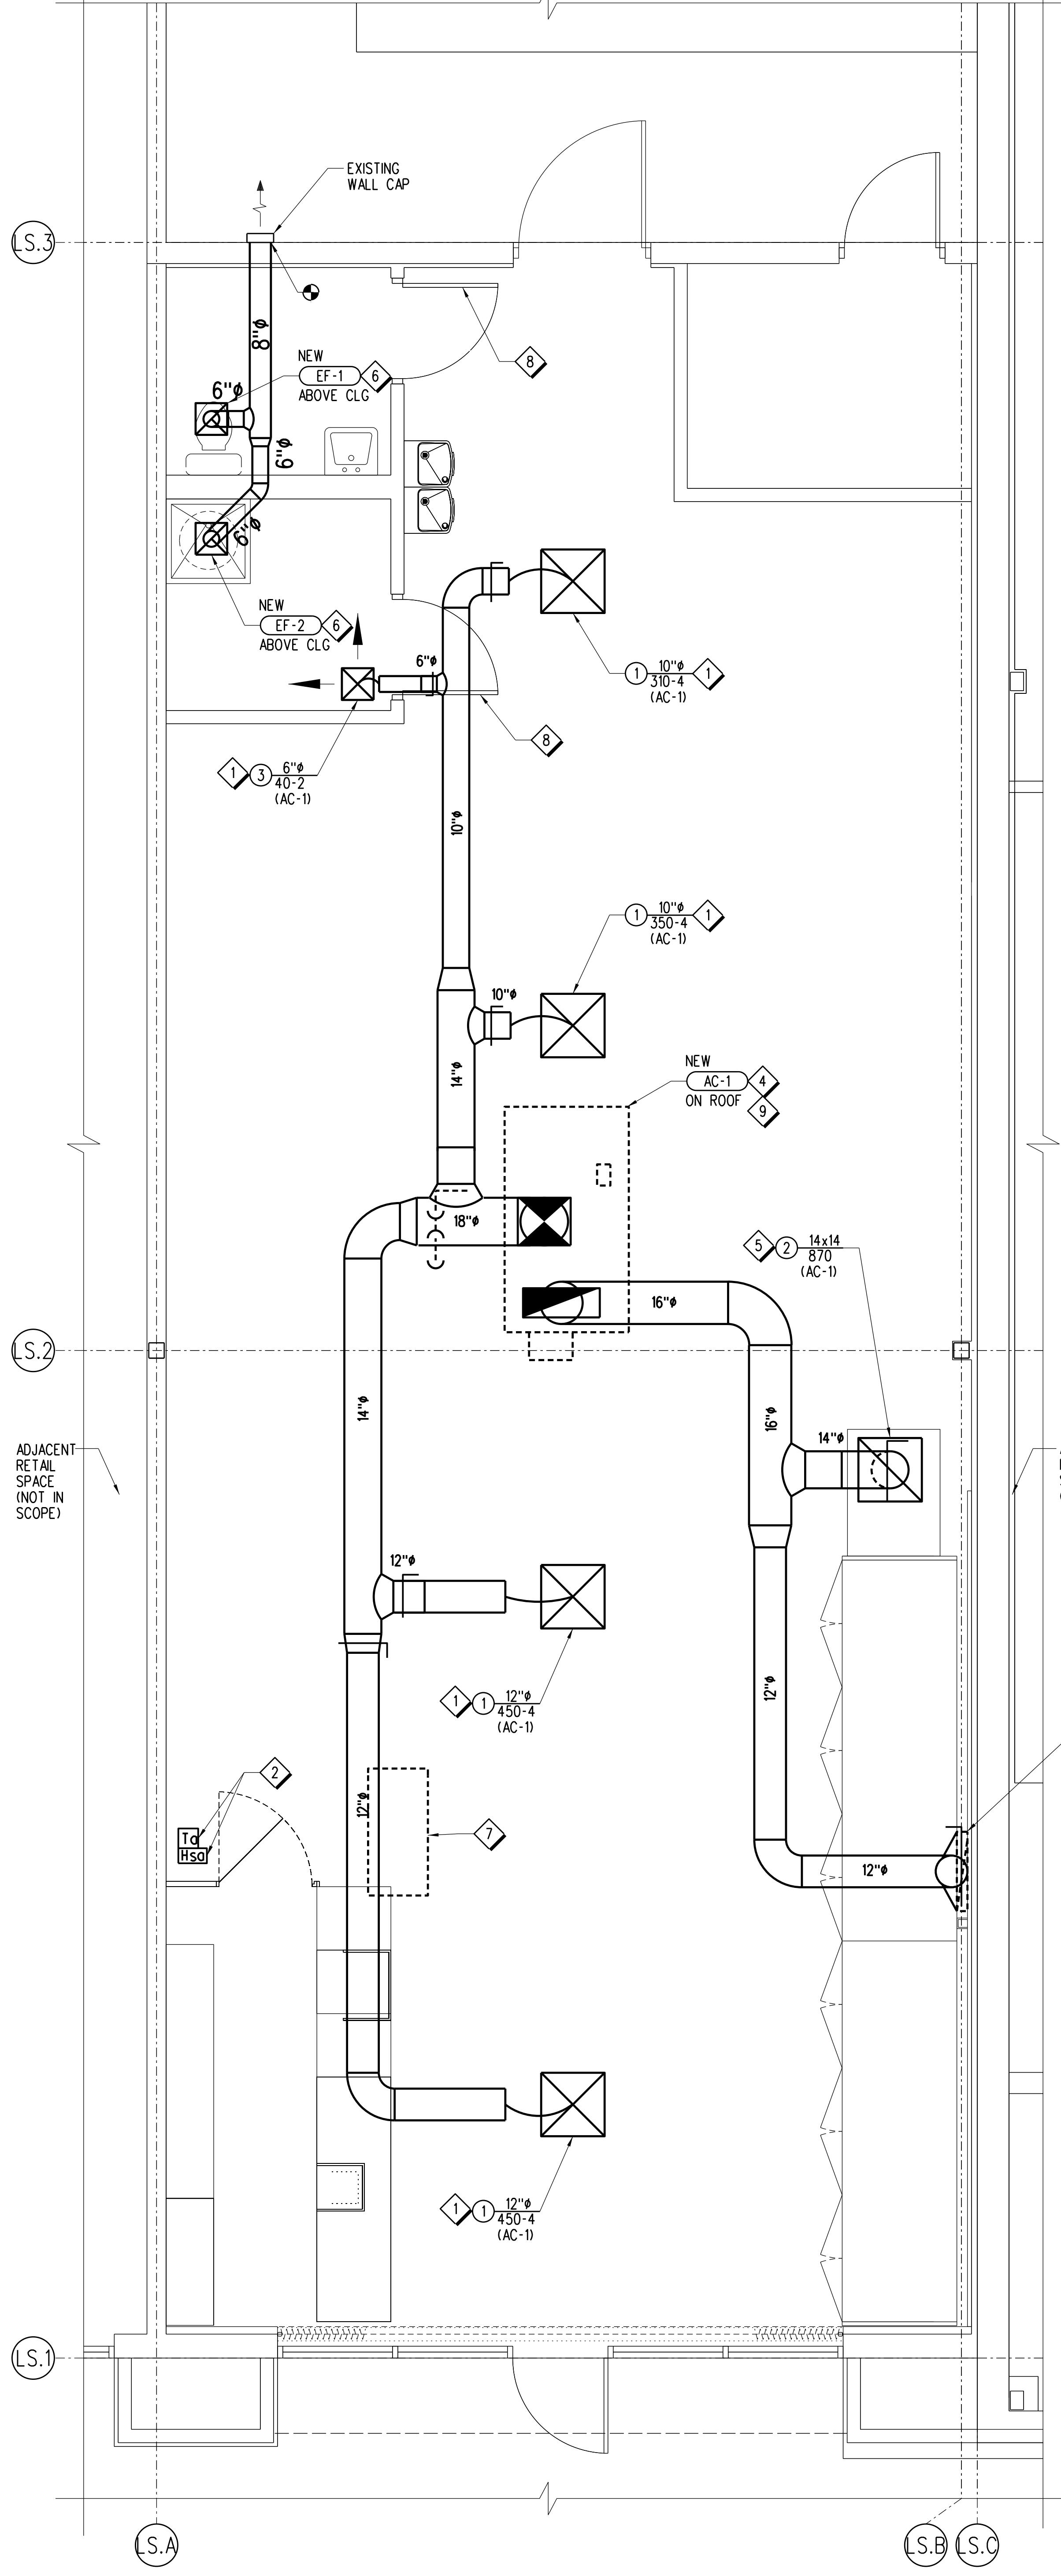 EXISTING
WALL CAP
LS.3
8"ø
NEW
EF-1
6
ABOVE CLG
8
6"ø
6"ø
6"ø
NEW
EF-2
6
ABOVE CLG
6"ø
1
10"ø
310-4
(AC-1)
1
8
1
3
6"ø
40-2
(AC-1)
10"ø
1
10"ø
350-4
(AC-1)
1
10"ø
14"ø
NEW
AC-1
4
ON ROOF
9
18"ø
5
2
14x14
870
(AC-1)
16"ø
LS.2
14"ø
16"ø
14"ø
ADJACENT
RETAIL
SPACE
(NOT IN
SCOPE)
12"ø
12"ø
1
1
12"ø
450-4
(AC-1)
2
12"ø
7
Ta
Hsa
12"ø
1
1
12"ø
450-4
(AC-1)
LS.1
LS.A
LS.B
LS.C